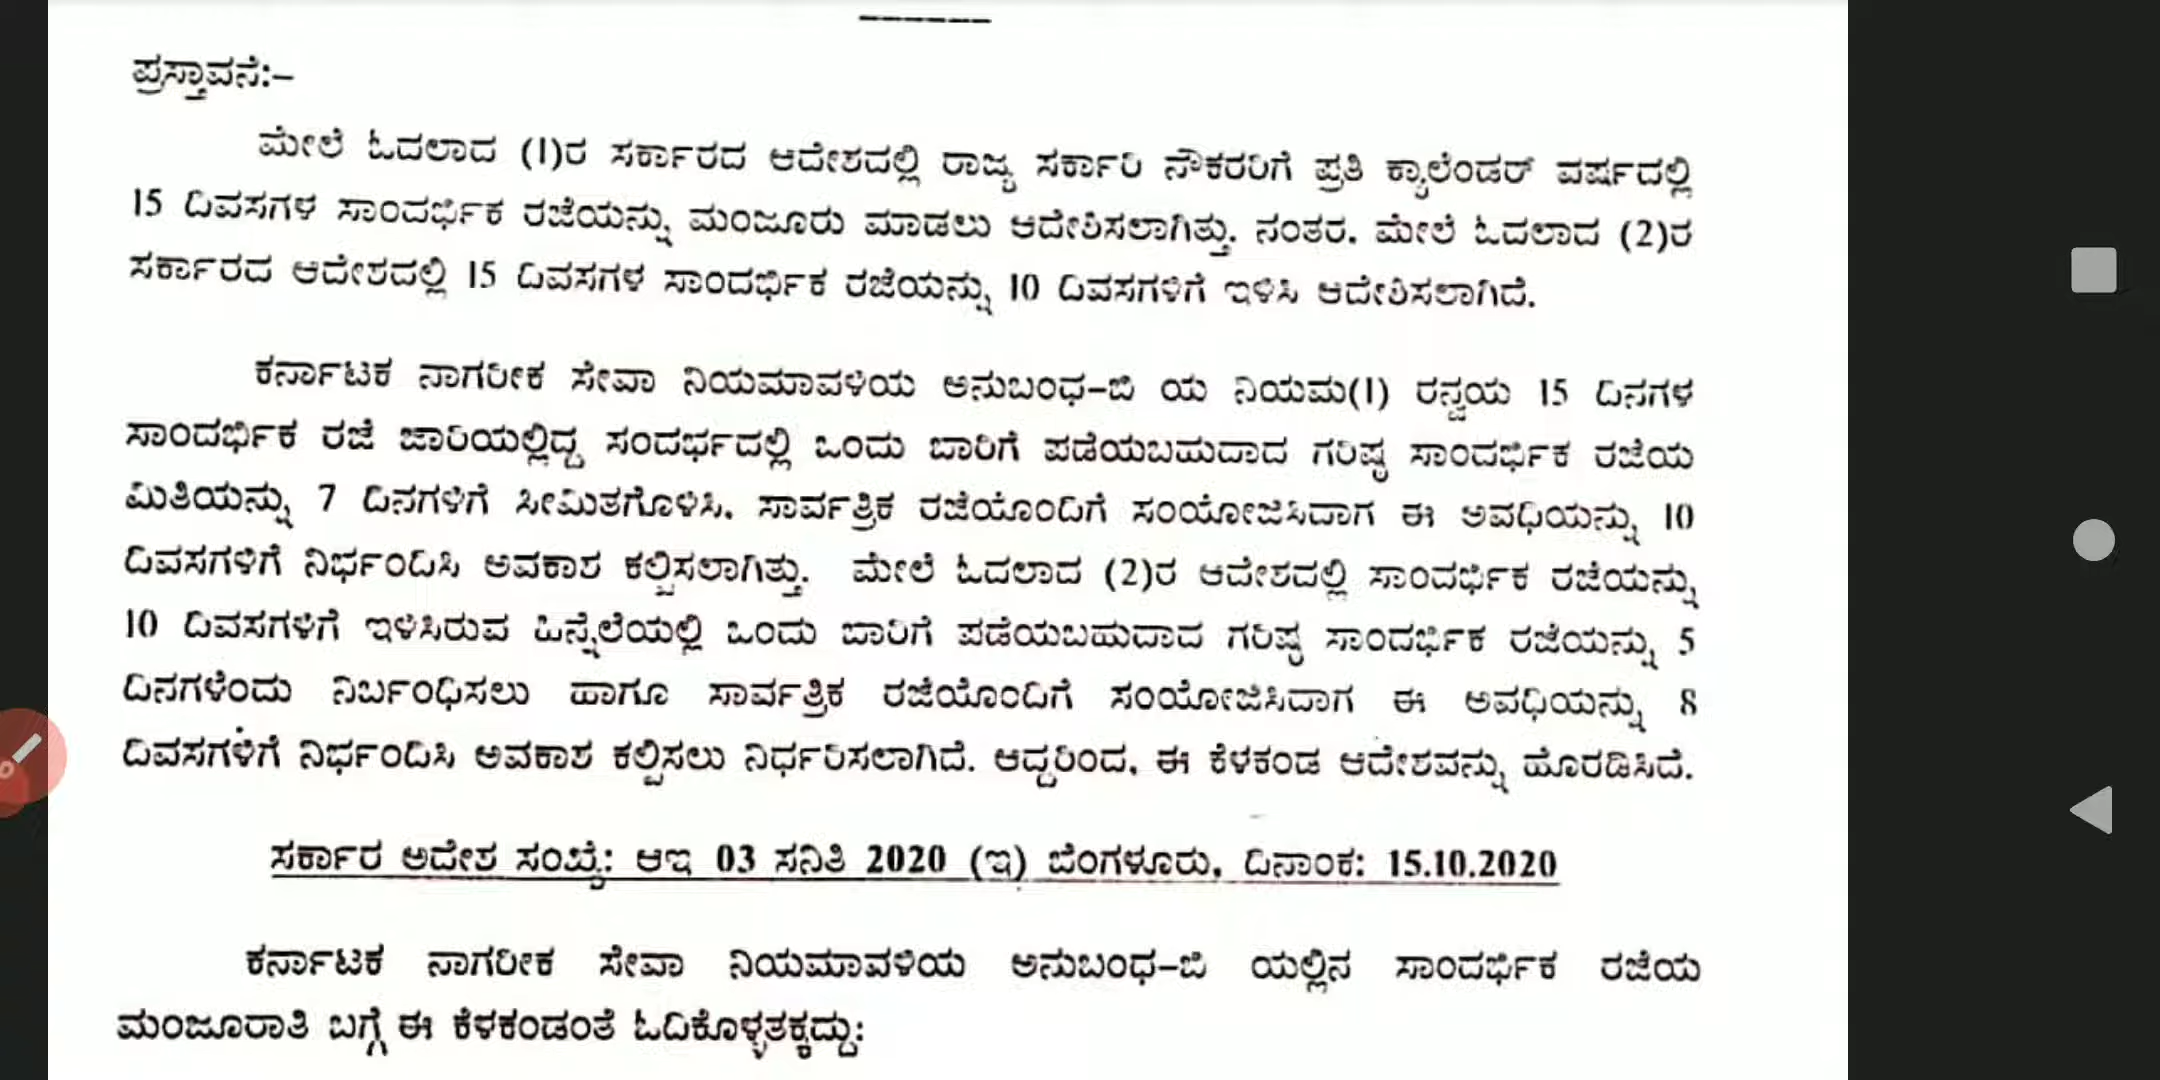 ಪ್ರಸ್ತಾವನೆ:–
ಮೇಲೆ ಓದಲಾದ (1)ರ ಸರ್ಕಾರದ ಆದೇಶದಲ್ಲಿ ರಾಜ್ಯ ಸರ್ಕಾರಿ ನೌಕರರಿಗೆ ಪ್ರತಿ ಕ್ಯಾಲೆಂಡರ್ ವರ್ಷದಲ್ಲಿ
15 ದಿವಸಗಳ ಸಾಂದರ್ಭಿಕ ರಜೆಯನ್ನು ಮಂಜೂರು ಮಾಡಲು ಆದೇಶಿಸಲಾಗಿತ್ತು. ನಂತರ, ಮೇಲೆ ಓದಲಾದ (2)ರ
ಸರ್ಕಾರದ ಆದೇಶದಲ್ಲಿ 15 ದಿವಸಗಳ ಸಾಂದರ್ಭಿಕ ರಜೆಯನ್ನು 10 ದಿವಸಗಳಿಗೆ ಇಳಿಸಿ ಆದೇಶಿಸಲಾಗಿದೆ.
ಕರ್ನಾಟಕ ನಾಗರೀಕ ಸೇವಾ ನಿಯಮಾವಳಿಯ ಅನುಬಂಧ–ಬಿ ಯ ನಿಯಮ(1) ರನ್ವಯ 15 ದಿನಗಳ
ಸಾಂದರ್ಭಿಕ ರಜೆ ಜಾರಿಯಲ್ಲಿದ್ದ ಸಂದರ್ಭದಲ್ಲಿ ಒಂದು ಬಾರಿಗೆ ಪಡೆಯಬಹುದಾದ ಗರಿಷ್ಠ ಸಾಂದರ್ಭಿಕ ರಜೆಯ
ಮಿತಿಯನ್ನು 7 ದಿನಗಳಿಗೆ ಸೀಮಿತಗೊಳಿಸಿ, ಸಾರ್ವತ್ರಿಕ ರಜೆಯೊಂದಿಗೆ ಸಂಯೋಜಿಸಿದಾಗ ಈ ಅವಧಿಯನ್ನು 10
ದಿವಸಗಳಿಗೆ ನಿರ್ಭಂದಿಸಿ ಅವಕಾಶ ಕಲ್ಪಿಸಲಾಗಿತ್ತು. ಮೇಲೆ ಓದಲಾದ (2)ರ ಆದೇಶದಲ್ಲಿ ಸಾಂದರ್ಭಿಕ ರಜೆಯನ್ನು
10 ದಿವಸಗಳಿಗೆ ಇಳಿಸಿರುವ ಹಿನ್ನೆಲೆಯಲ್ಲಿ ಒಂದು ಬಾರಿಗೆ ಪಡೆಯಬಹುದಾದ ಗರಿಷ್ಠ ಸಾಂದರ್ಭಿಕ ರಜೆಯನ್ನು 5
ದಿನಗಳೆಂದು ನಿರ್ಬಂಧಿಸಲು ಹಾಗೂ ಸಾರ್ವತ್ರಿಕ ರಜೆಯೊಂದಿಗೆ ಸಂಯೋಜಿಸಿದಾಗ ಈ ಅವಧಿಯನ್ನು 8
ದಿವಸಗಳಿಗೆ ನಿರ್ಭಂದಿಸಿ ಅವಕಾಶ ಕಲ್ಪಿಸಲು ನಿರ್ಧರಿಸಲಾಗಿದೆ. ಆದ್ದರಿಂದ, ಈ ಕೆಳಕಂಡ ಆದೇಶವನ್ನು ಹೊರಡಿಸಿದೆ.
ಸರ್ಕಾರ ಆದೇಶ ಸಂಖ್ಯೆ: ಆಇ 03 ಸನಿತಿ 2020 (ಇ) ಬೆಂಗಳೂರು, ದಿನಾಂಕ: 15.10.2020
ಕರ್ನಾಟಕ ನಾಗರೀಕ ಸೇವಾ ನಿಯಮಾವಳಿಯ ಅನುಬಂಧ–ಬಿ ಯಲ್ಲಿನ ಸಾಂದರ್ಭಿಕ ರಜೆಯ
ಮಂಜೂರಾತಿ ಬಗ್ಗೆ ಈ ಕೆಳಕಂಡಂತೆ ಓದಿಕೊಳ್ಳತಕ್ಕದ್ದು: